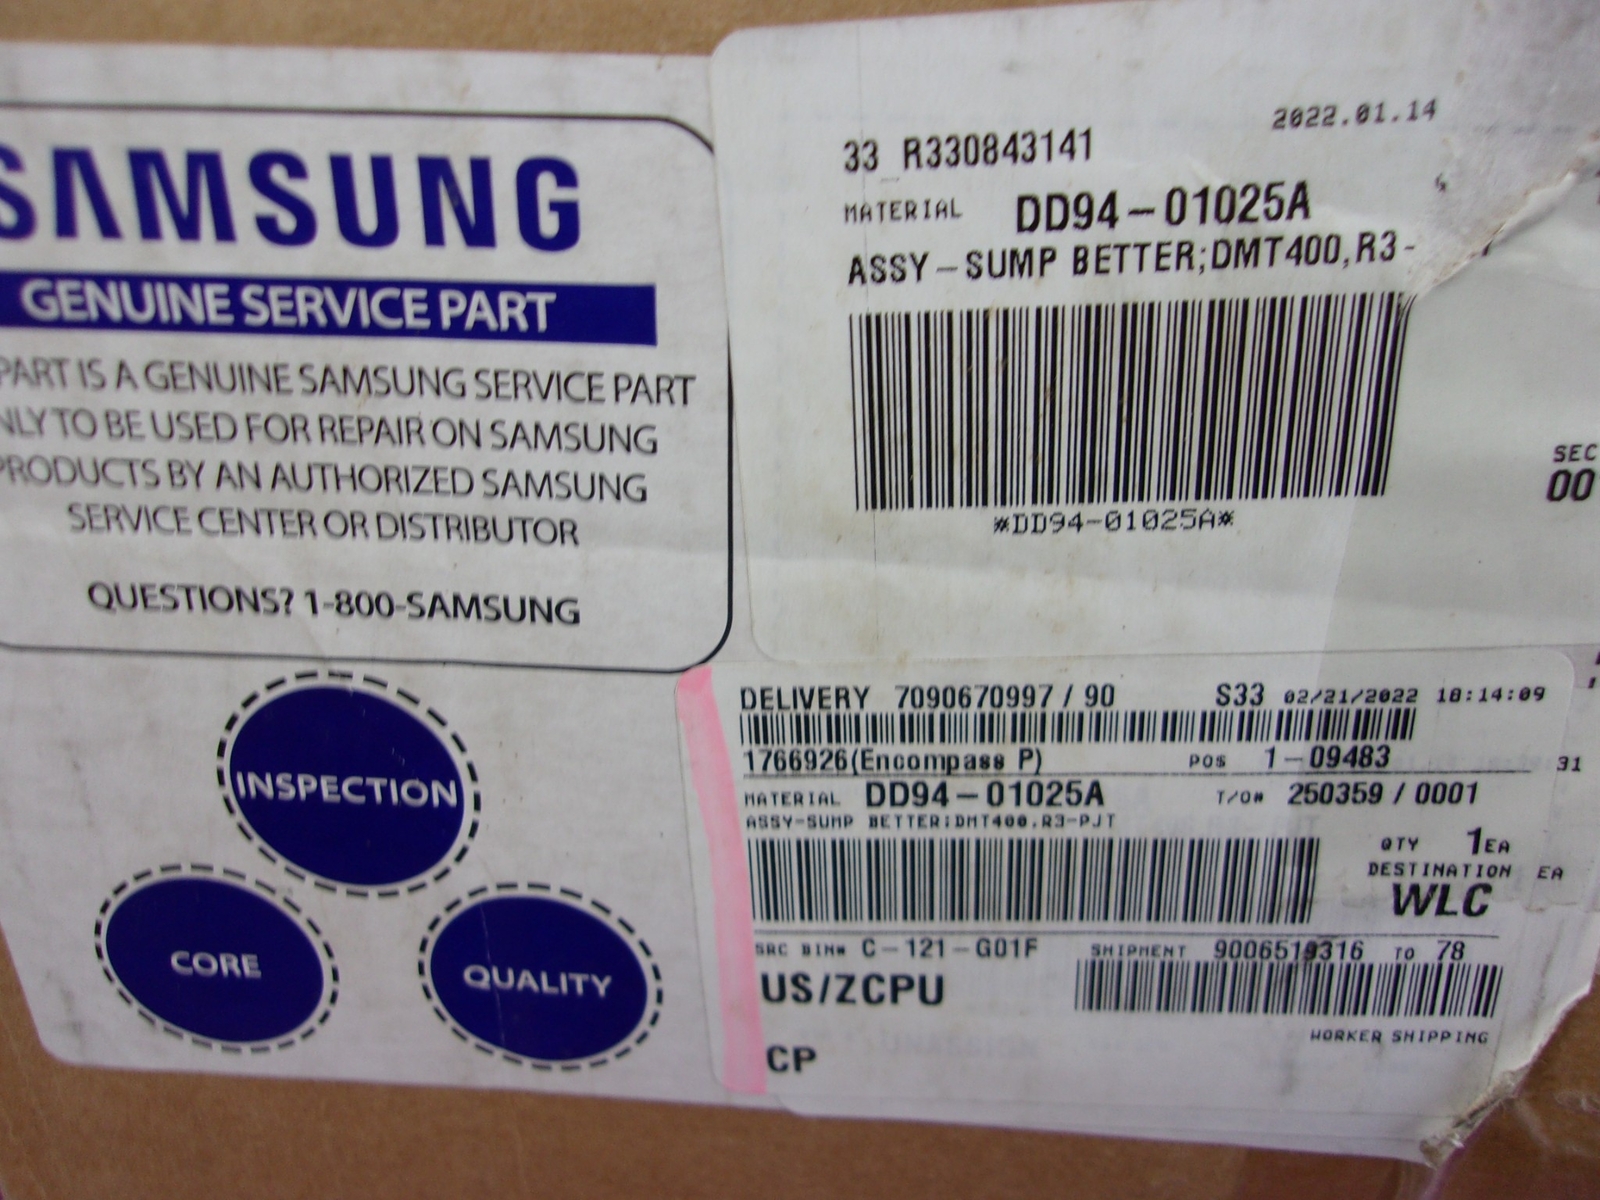 SAMSUNG
GENUINE SERVICE PART
PART IS A GENUINE SAMSUNG SERVICE PART
NLY TO BE USED FOR REPAIR ON SAMSUNG
PRODUCTS BY AN AUTHORIZED SAMSUNG
SERVICE CENTER OR DISTRIBUTOR
QUESTIONS? 1-800-SAMSUNG
INSPECTION
CORE
QUALITY
2022.01.14
33 R330843141
MATERIAL DD94-01025A
ASSY-SUMP BETTER;DMT400,R3-
*DD94-01025A*
SEC
00
DELIVERY 7090670997 / 90 S33 02/21/2022 18:14:09
1766926(Encompass P) POS 1-09483 31
MATERIAL DD94-01025A T/O# 250359 / 0001
ASSY-SUMP BETTER;DMT400,R3-PJT
QTY 1EA
DESTINATION EA
WLC
SRC BIN# C-121-G01F SHIPMENT 9006519316 TO 78
US/ZCPU
WORKER SHIPPING
CP